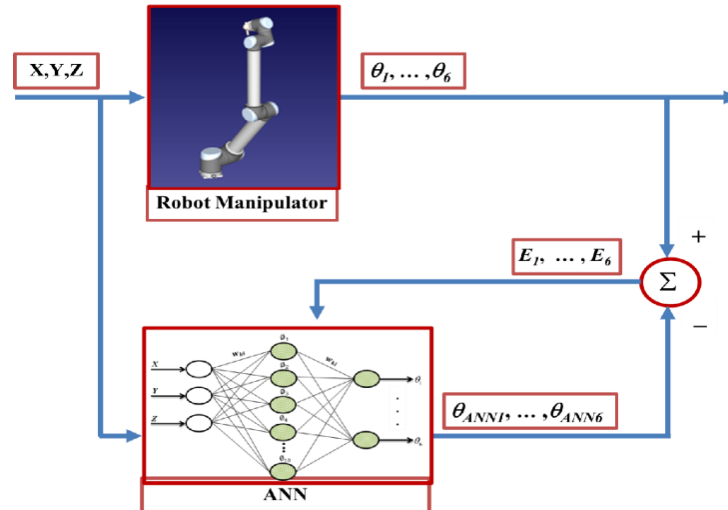 X,Y,Z
θ1, ... ,θ6
Robot Manipulator
+
E1, ... , E6
Σ
−
X
Y
Z
θANN1, ... ,θANN6
ANN